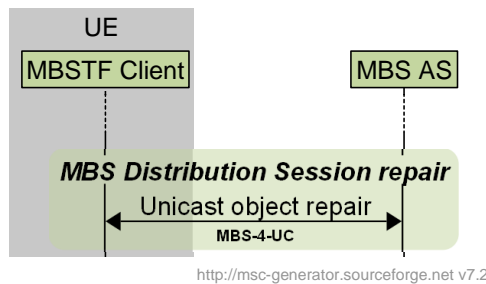 UE
MBSTF Client
MBS AS
MBS Distribution Session repair
Unicast object repair
MBS-4-UC
http://msc-generator.sourceforge.net v7.2